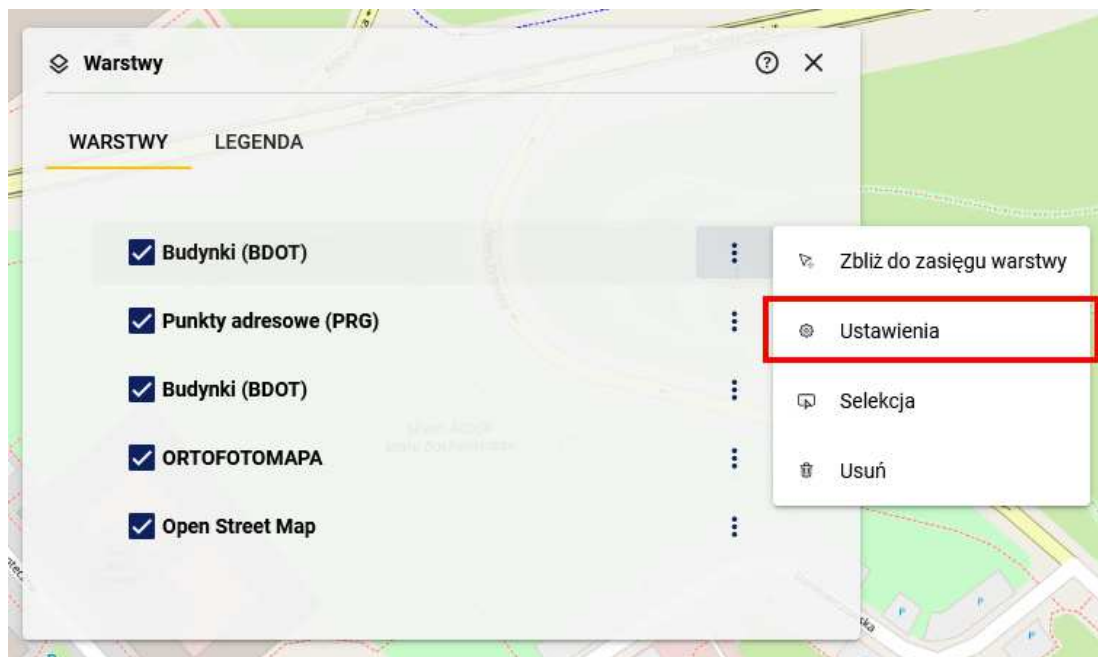 Warstwy
WARSTWY LEGENDA
Budynki (BDOT)
Zbliż do zasięgu warstwy
Punkty adresowe (PRG)
Ustawienia
Budynki (BDOT)
Selekcja
ORTOFOTOMAPA
Usuń
Open Street Map
P
P
P